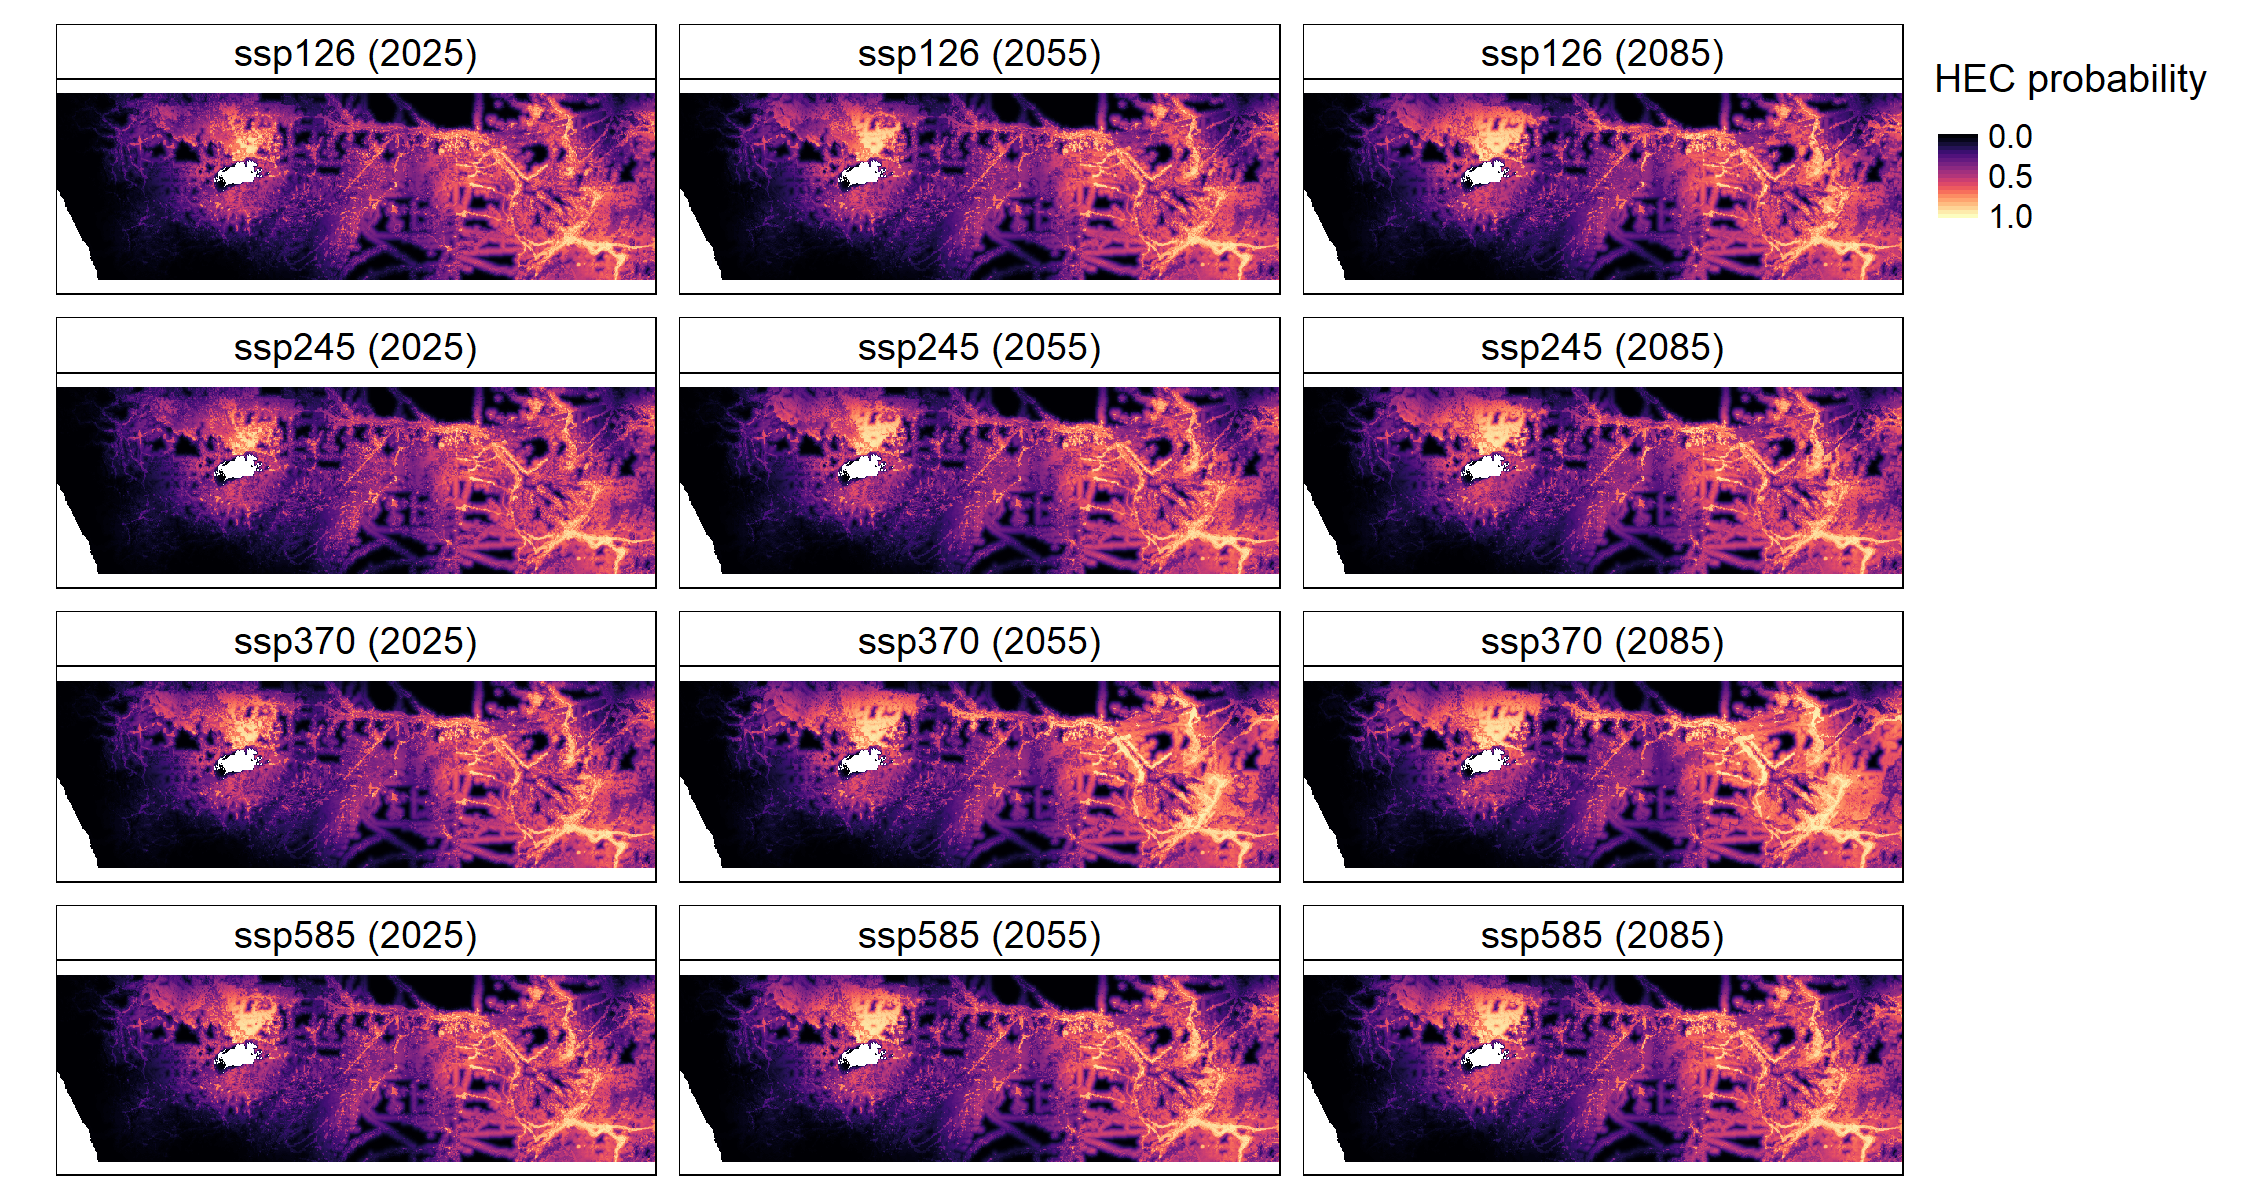 ssp126 (2025)
ssp126 (2055)
ssp126 (2085)
HEC probability
0.0
0.5
1.0
ssp245 (2025)
ssp245 (2055)
ssp245 (2085)
ssp370 (2025)
ssp370 (2055)
ssp370 (2085)
ssp585 (2025)
ssp585 (2055)
ssp585 (2085)